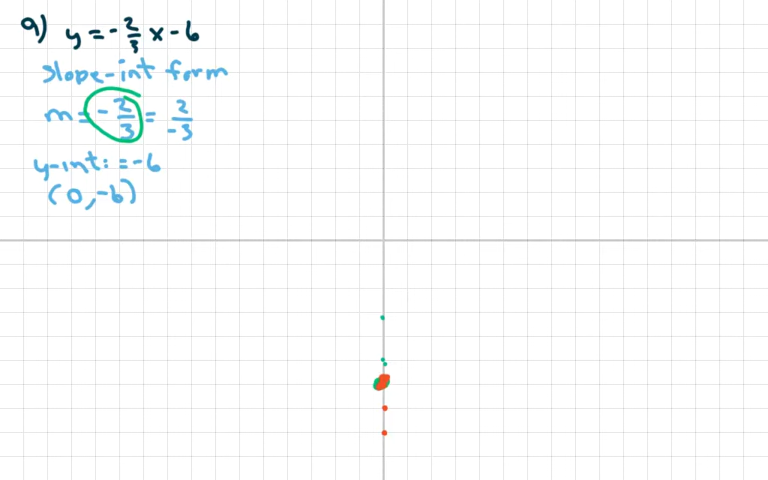 9) y = -2/3 x - 6
slope-int form
m = -2/3 = 2/-3
y-int: = -6
(0, -6)